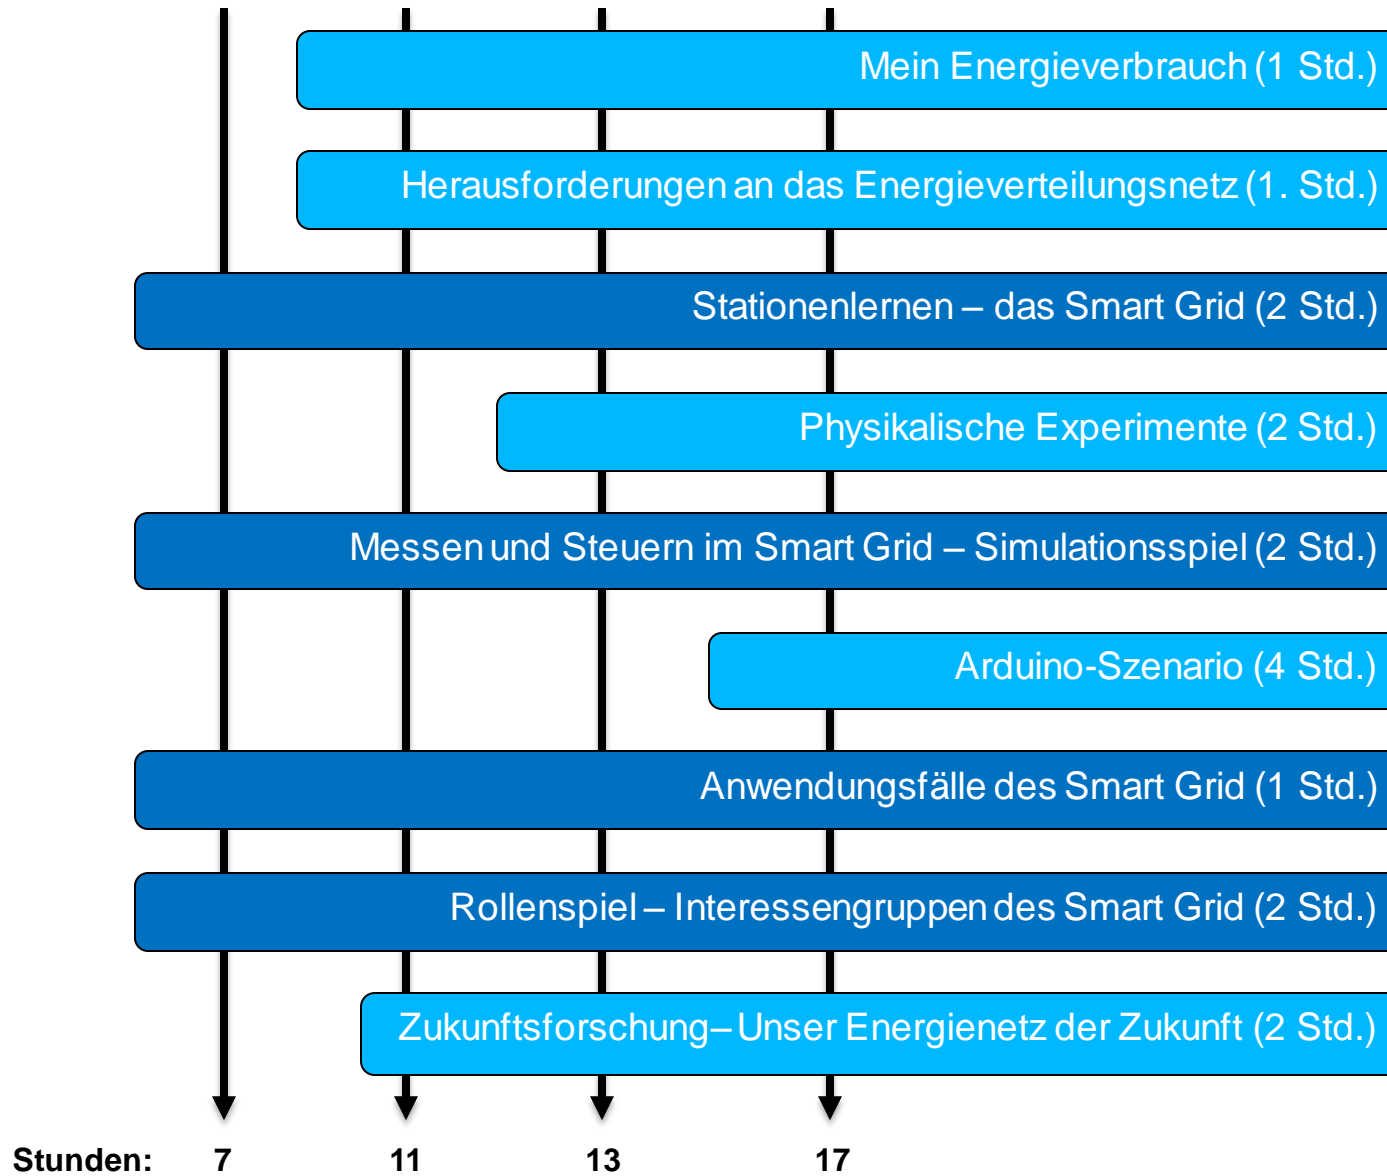 Mein Energieverbrauch (1 Std.)
Herausforderungen an das Energieverteilungsnetz (1. Std.)
Stationenlernen – das Smart Grid (2 Std.)
Physikalische Experimente (2 Std.)
Messen und Steuern im Smart Grid – Simulationsspiel (2 Std.)
Arduino-Szenario (4 Std.)
Anwendungsfälle des Smart Grid (1 Std.)
Rollenspiel – Interessengruppen des Smart Grid (2 Std.)
Zukunftsforschung– Unser Energienetz der Zukunft (2 Std.)
Stunden: 7 11 13 17